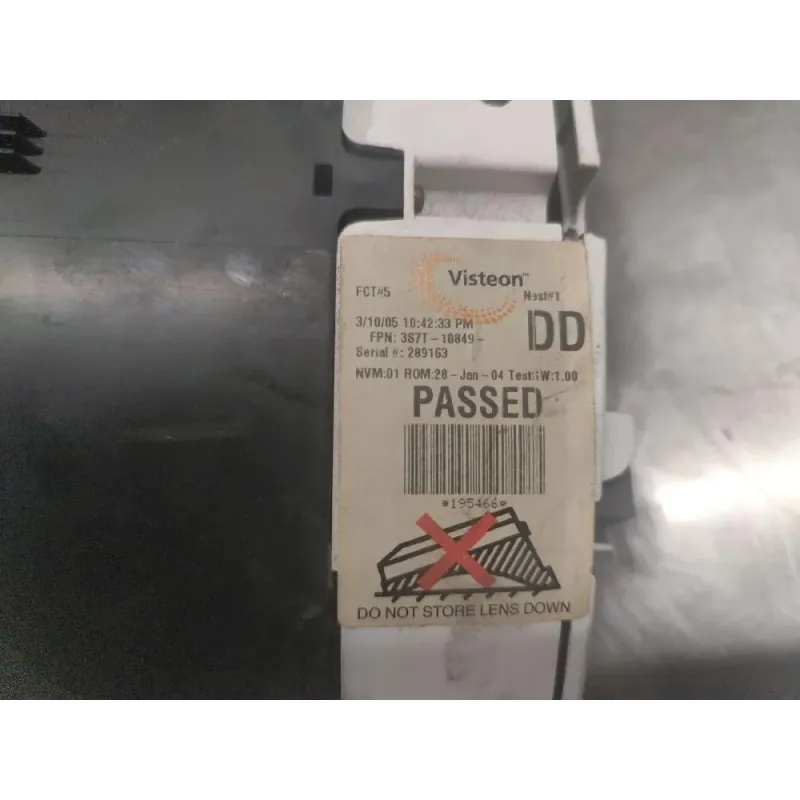 Visteon™
FCT#5
Nest#1
3/10/05 10:42:33 PM
FPN: 3S7T-10849-
DD
Serial #: 289163
NVM:01 ROM:28-Jan-04 TestSW:1.00
PASSED
*195466*
DO NOT STORE LENS DOWN